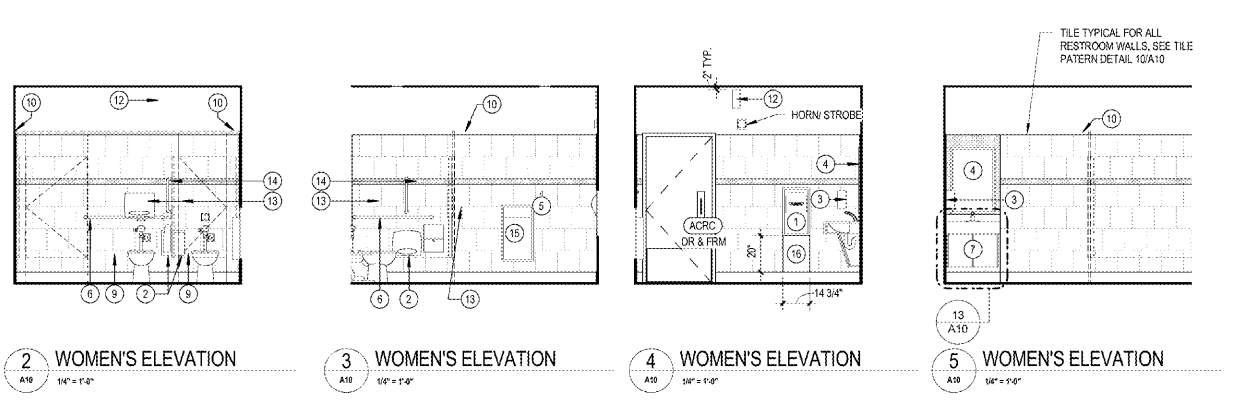 TILE TYPICAL FOR ALL
RESTROOM WALLS, SEE TILE
PATERN DETAIL 10/A10
10
12
10
14
13
6
9
2
9
10
14
13
5
15
6
2
13
2" TYP.
12
HORN/ STROBE
4
3
1
ACRC
DR & FRM
20"
16
14 3/4"
10
4
3
7
13
A10
2
A10
WOMEN'S ELEVATION
1/4" = 1'-0"
3
A10
WOMEN'S ELEVATION
1/4" = 1'-0"
4
A10
WOMEN'S ELEVATION
1/4" = 1'-0"
5
A10
WOMEN'S ELEVATION
1/4" = 1'-0"